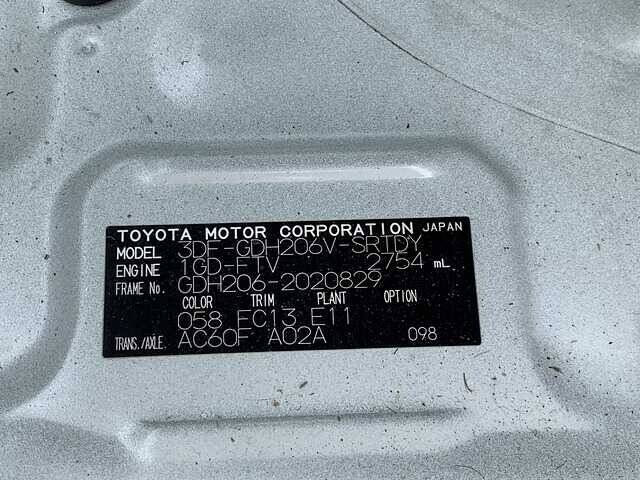 TOYOTA MOTOR CORPORATION JAPAN
MODEL 3DF-GDH206V-SRTDY
ENGINE 1GD-FTV 2754 mL
FRAME No. GDH206-2020829
COLOR TRIM PLANT OPTION
058 FC13 E11
TRANS./AXLE. AC60F A02A 098